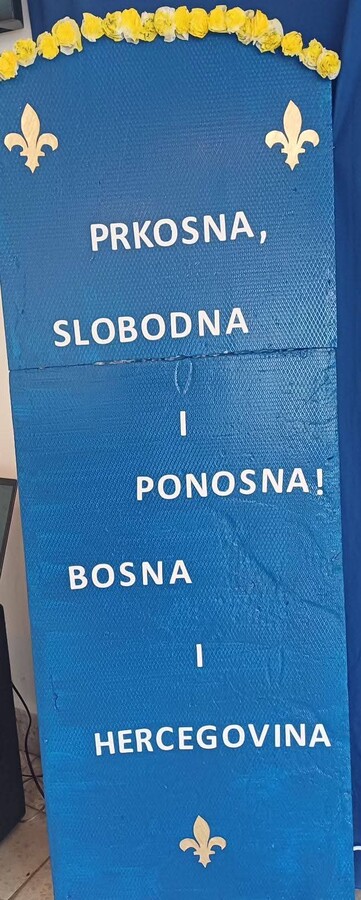 PRKOSNA,
SLOBODNA
I
PONOSNA!
BOSNA
I
HERCEGOVINA